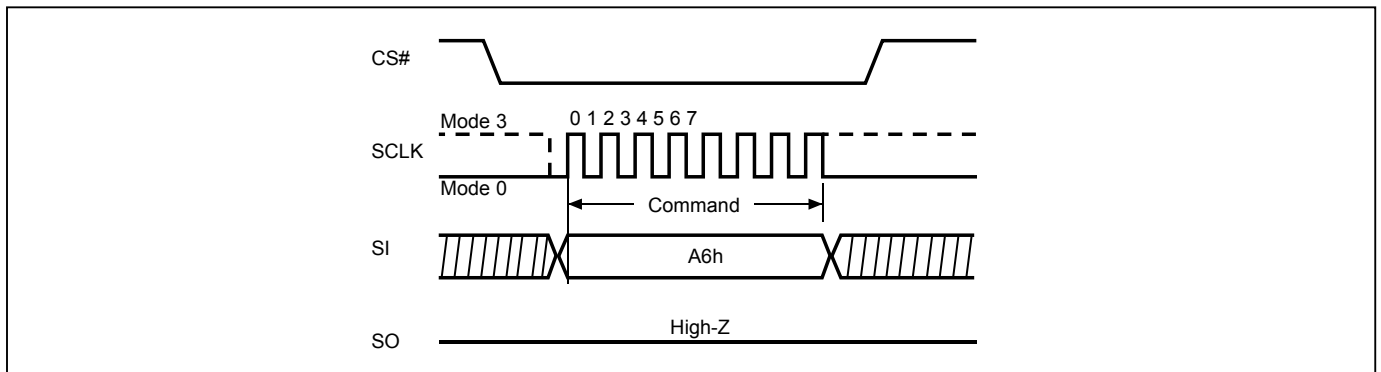 CS#
Mode 3
0 1 2 3 4 5 6 7
SCLK
Mode 0
Command
SI
A6h
High-Z
SO